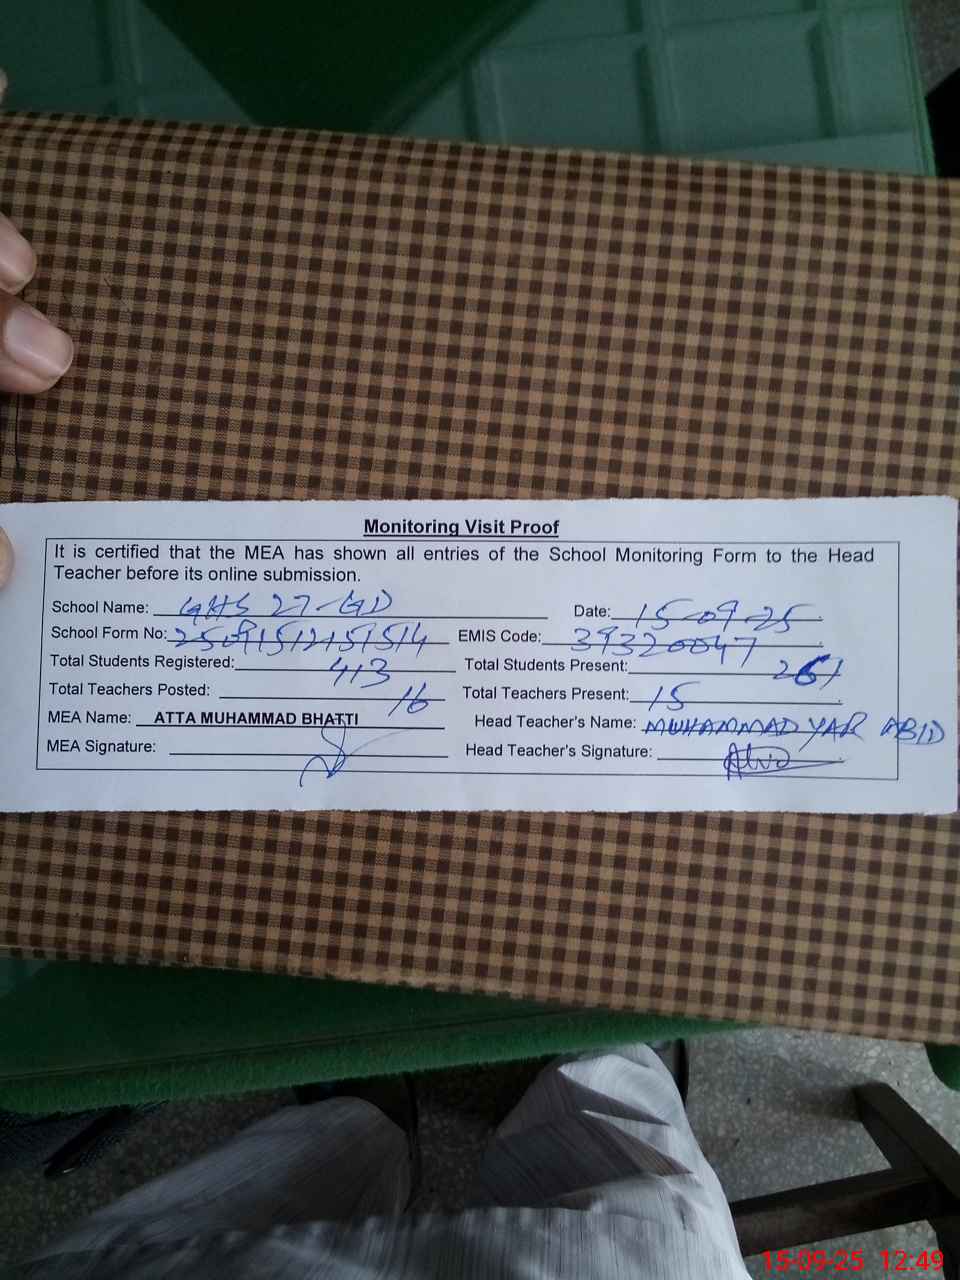 Monitoring Visit Proof
It is certified that the MEA has shown all entries of the School Monitoring Form to the Head
Teacher before its online submission.
School Name: GHS 27-GD Date: 15-09-25
School Form No: EMIS Code: 39320047
Total Students Registered: 413 Total Students Present: 261
Total Teachers Posted: 16 Total Teachers Present: 15
MEA Name: ATTA MUHAMMAD BHATTI Head Teacher's Name: MUHAMMAD YAR ABID
MEA Signature: Head Teacher's Signature:
15-09-25 12:49